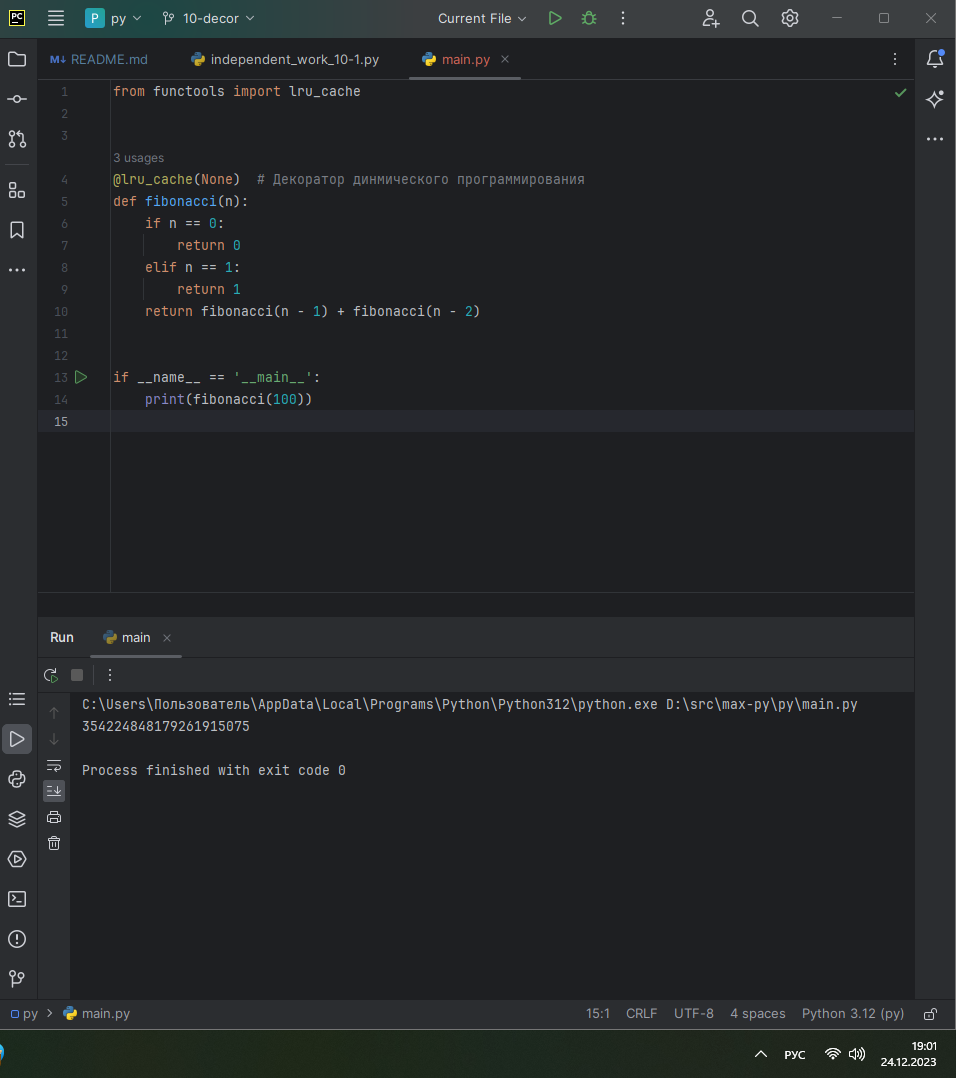 PC P py 10-decor Current File
M↓ README.md independent_work_10-1.py main.py
1 from functools import lru_cache
2
3
3 usages
4 @lru_cache(None)  # Декоратор динмического программирования
5 def fibonacci(n):
6     if n == 0:
7         return 0
8     elif n == 1:
9         return 1
10     return fibonacci(n - 1) + fibonacci(n - 2)
11
12
13 if __name__ == '__main__':
14     print(fibonacci(100))
15
Run main
C:\Users\Пользователь\AppData\Local\Programs\Python\Python312\python.exe D:\src\max-py\py\main.py
354224848179261915075
Process finished with exit code 0
py main.py 15:1 CRLF UTF-8 4 spaces Python 3.12 (py)
РУС 19:01
24.12.2023